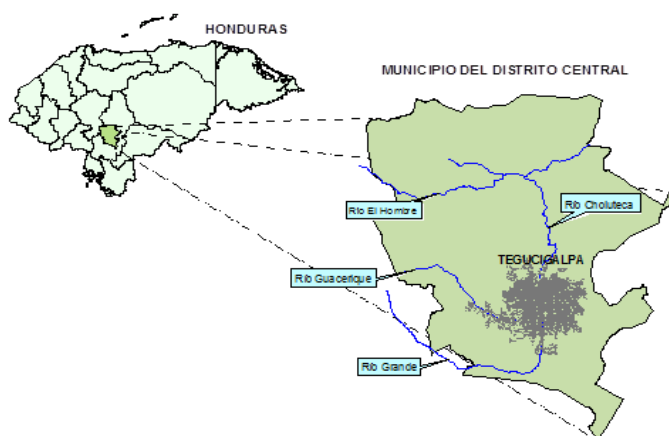 HONDURAS
MUNICIPIO DEL DISTRITO CENTRAL
Río El Hombre
Río Choluteca
TEGUCIGALPA
Río Guacerique
Río Grande